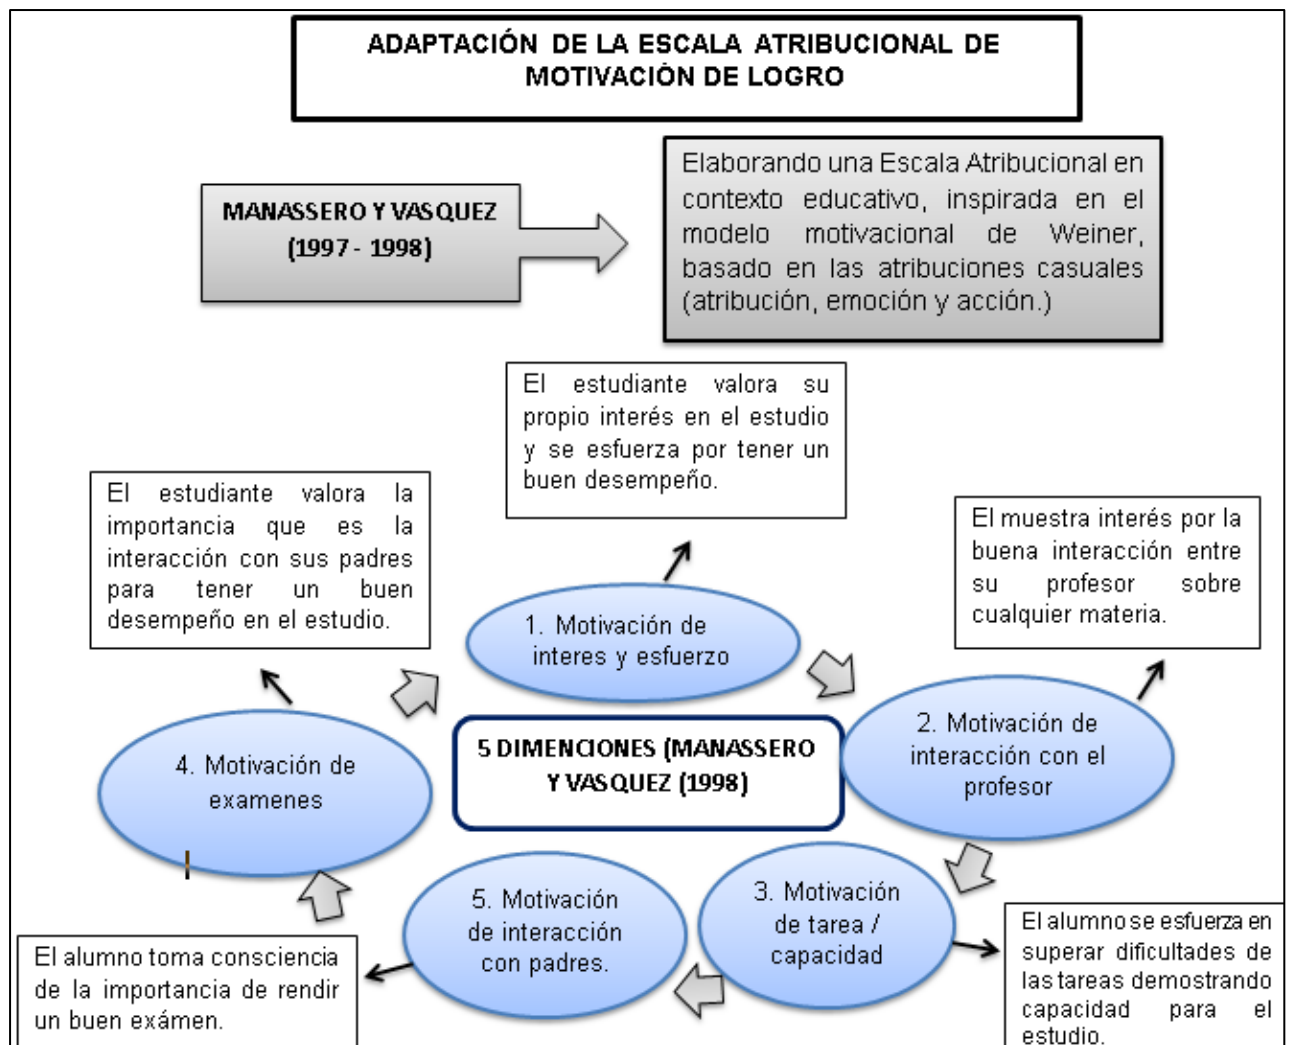 ADAPTACIÓN DE LA ESCALA ATRIBUCIONAL DE
MOTIVACIÓN DE LOGRO
MANASSERO Y VASQUEZ
(1997 - 1998)
Elaborando una Escala Atribucional en
contexto educativo, inspirada en el
modelo motivacional de Weiner,
basado en las atribuciones casuales
(atribución, emoción y acción.)
El estudiante valora su
propio interés en el estudio
y se esfuerza por tener un
buen desempeño.
El estudiante valora la
importancia que es la
interacción con sus padres
para tener un buen
desempeño en el estudio.
El muestra interés por la
buena interacción entre
su profesor sobre
cualquier materia.
1. Motivación de
interes y esfuerzo
2. Motivación de
interacción con el
profesor
5 DIMENCIONES (MANASSERO
Y VASQUEZ (1998)
4. Motivación de
examenes
3. Motivación
de tarea /
capacidad
5. Motivación
de interacción
con padres.
El alumno se esfuerza en
superar dificultades de
las tareas demostrando
capacidad para el
estudio.
El alumno toma consciencia
de la importancia de rendir
un buen exámen.